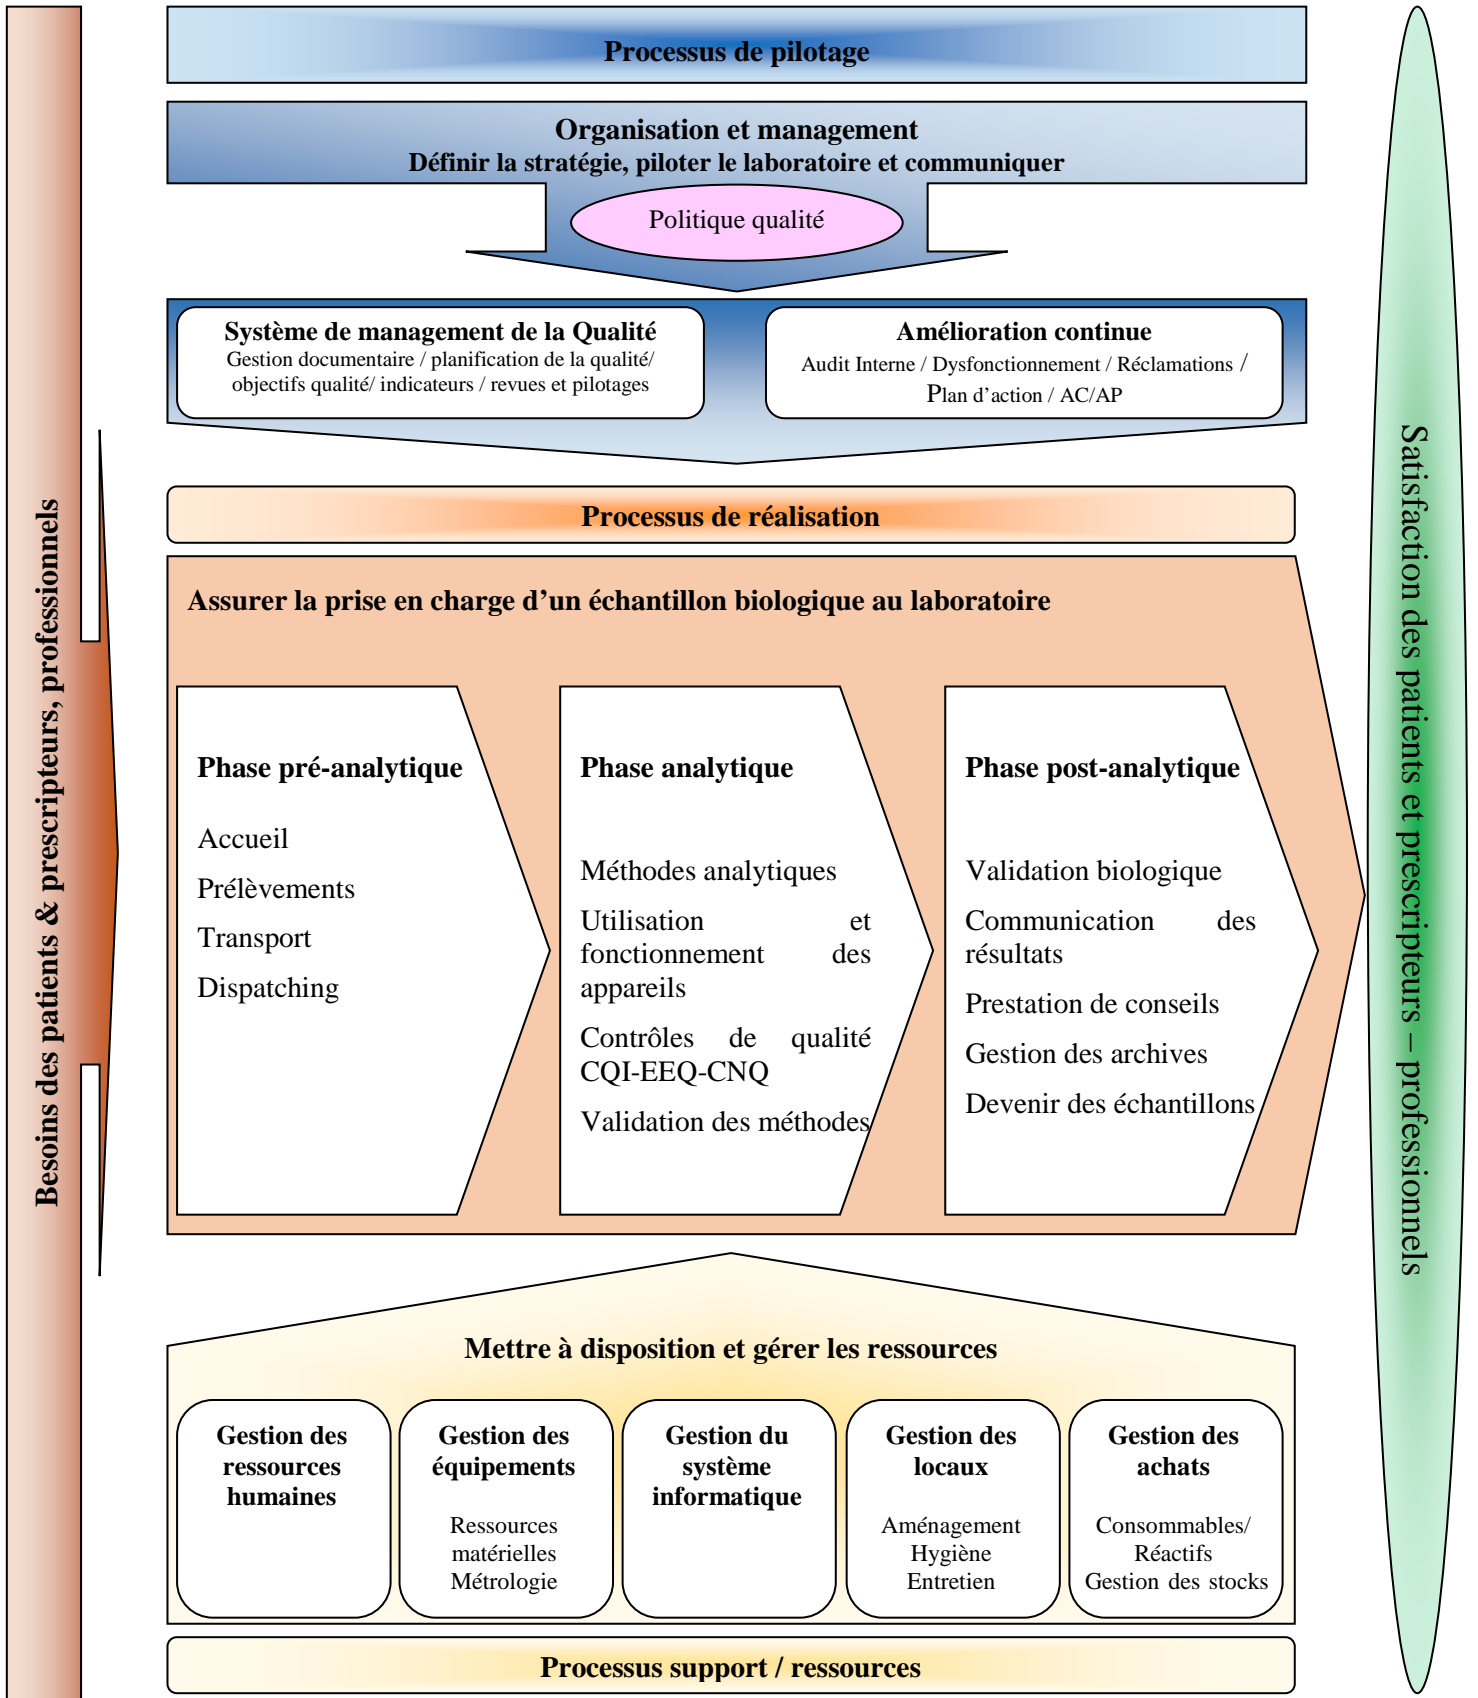 Processus de pilotage
Organisation et management
Définir la stratégie, piloter le laboratoire et communiquer
Politique qualité
Système de management de la Qualité
Gestion documentaire / planification de la qualité/
objectifs qualité/ indicateurs / revues et pilotages
Amélioration continue
Audit Interne / Dysfonctionnement / Réclamations /
Plan d’action / AC/AP
Besoins des patients & prescripteurs, professionnels
Processus de réalisation
Assurer la prise en charge d’un échantillon biologique au laboratoire
Phase pré-analytique
Accueil
Prélèvements
Transport
Dispatching
Phase analytique
Méthodes analytiques
Utilisation et
fonctionnement des
appareils
Contrôles de qualité
CQI-EEQ-CNQ
Validation des méthodes
Phase post-analytique
Validation biologique
Communication des
résultats
Prestation de conseils
Gestion des archives
Devenir des échantillons
Satisfaction des patients et prescripteurs – professionnels
Mettre à disposition et gérer les ressources
Gestion des
ressources
humaines
Gestion des
équipements
Ressources
matérielles
Métrologie
Gestion du
système
informatique
Gestion des
locaux
Aménagement
Hygiène
Entretien
Gestion des
achats
Consommables/
Réactifs
Gestion des stocks
Processus support / ressources